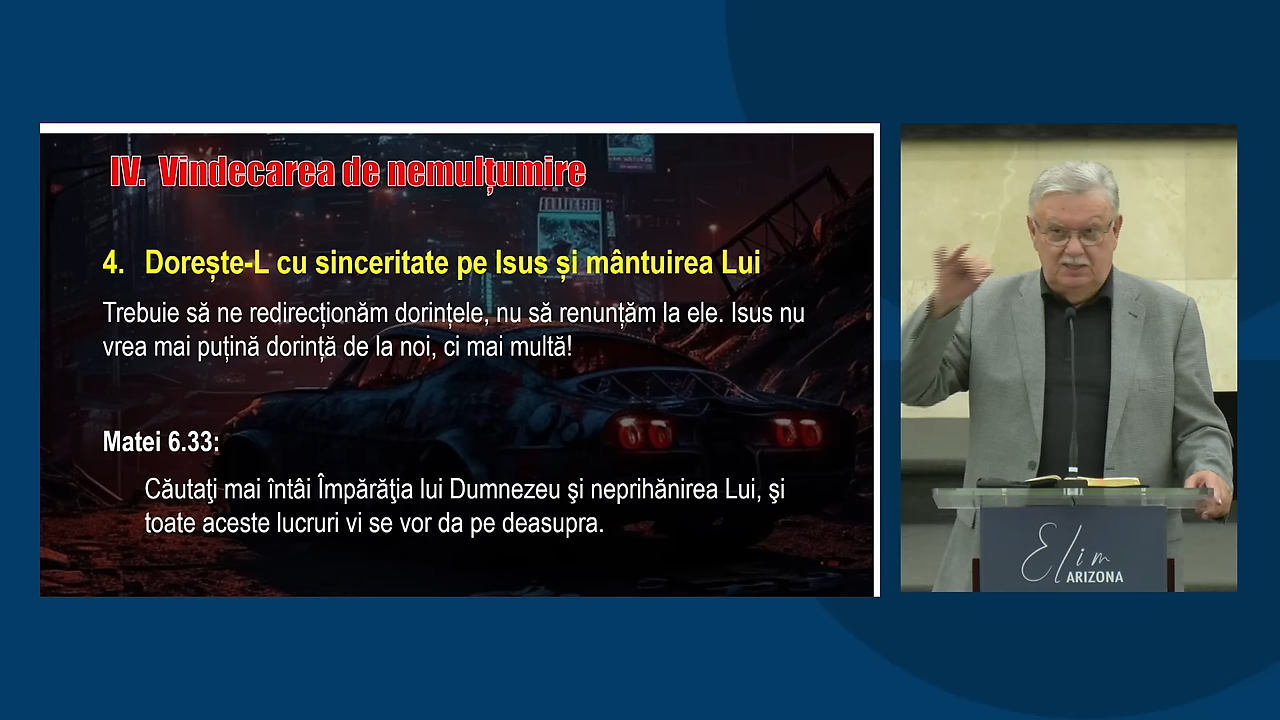 IV. Vindecarea de nemulțumire
4. Dorește-L cu sinceritate pe Isus și mântuirea Lui
Trebuie să ne redirecționăm dorințele, nu să renunțăm la ele. Isus nu
vrea mai puțină dorință de la noi, ci mai multă!
Matei 6.33:
Căutaţi mai întâi Împărăţia lui Dumnezeu şi neprihănirea Lui, şi
toate aceste lucruri vi se vor da pe deasupra.
Elim
ARIZONA